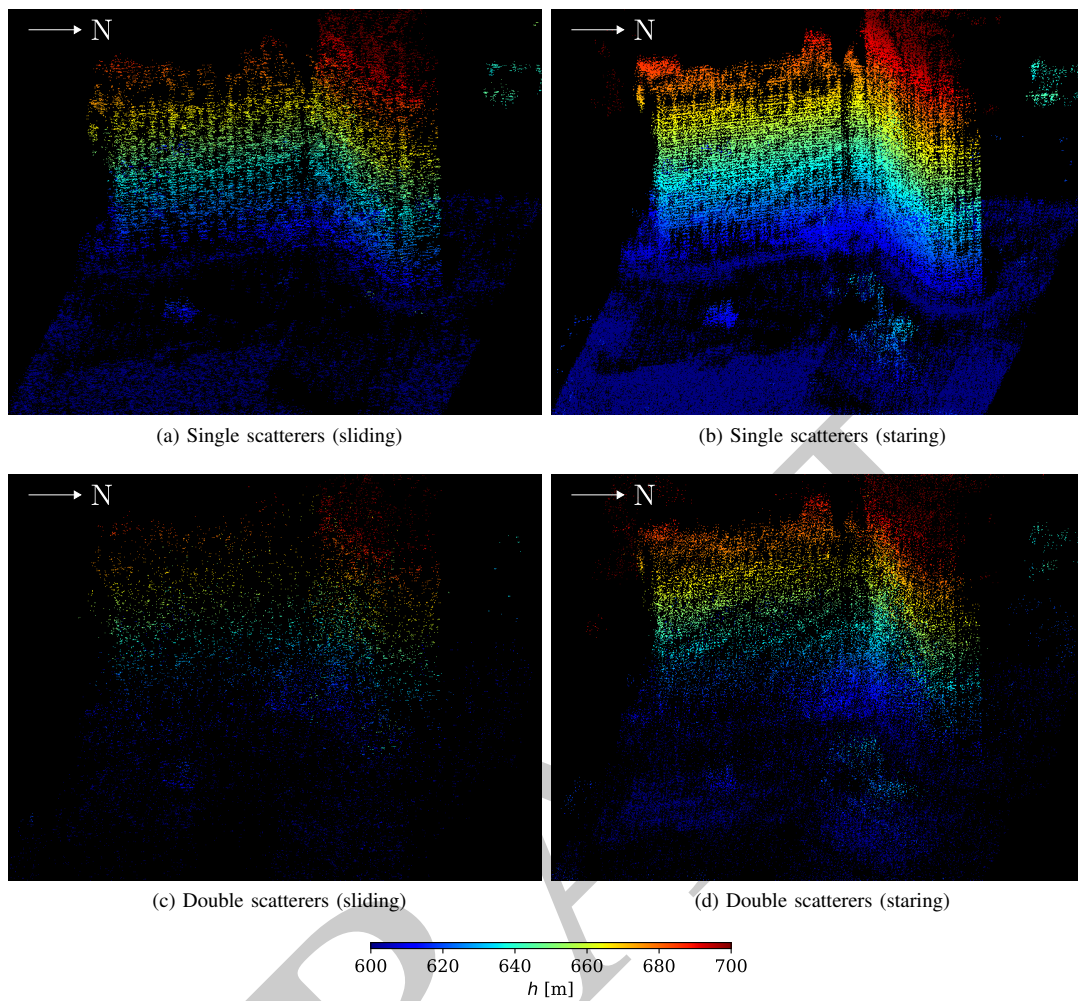 N
N
(a) Single scatterers (sliding)
(b) Single scatterers (staring)
N
N
(c) Double scatterers (sliding)
(d) Double scatterers (staring)
600 620 640 660 680 700
h [m]